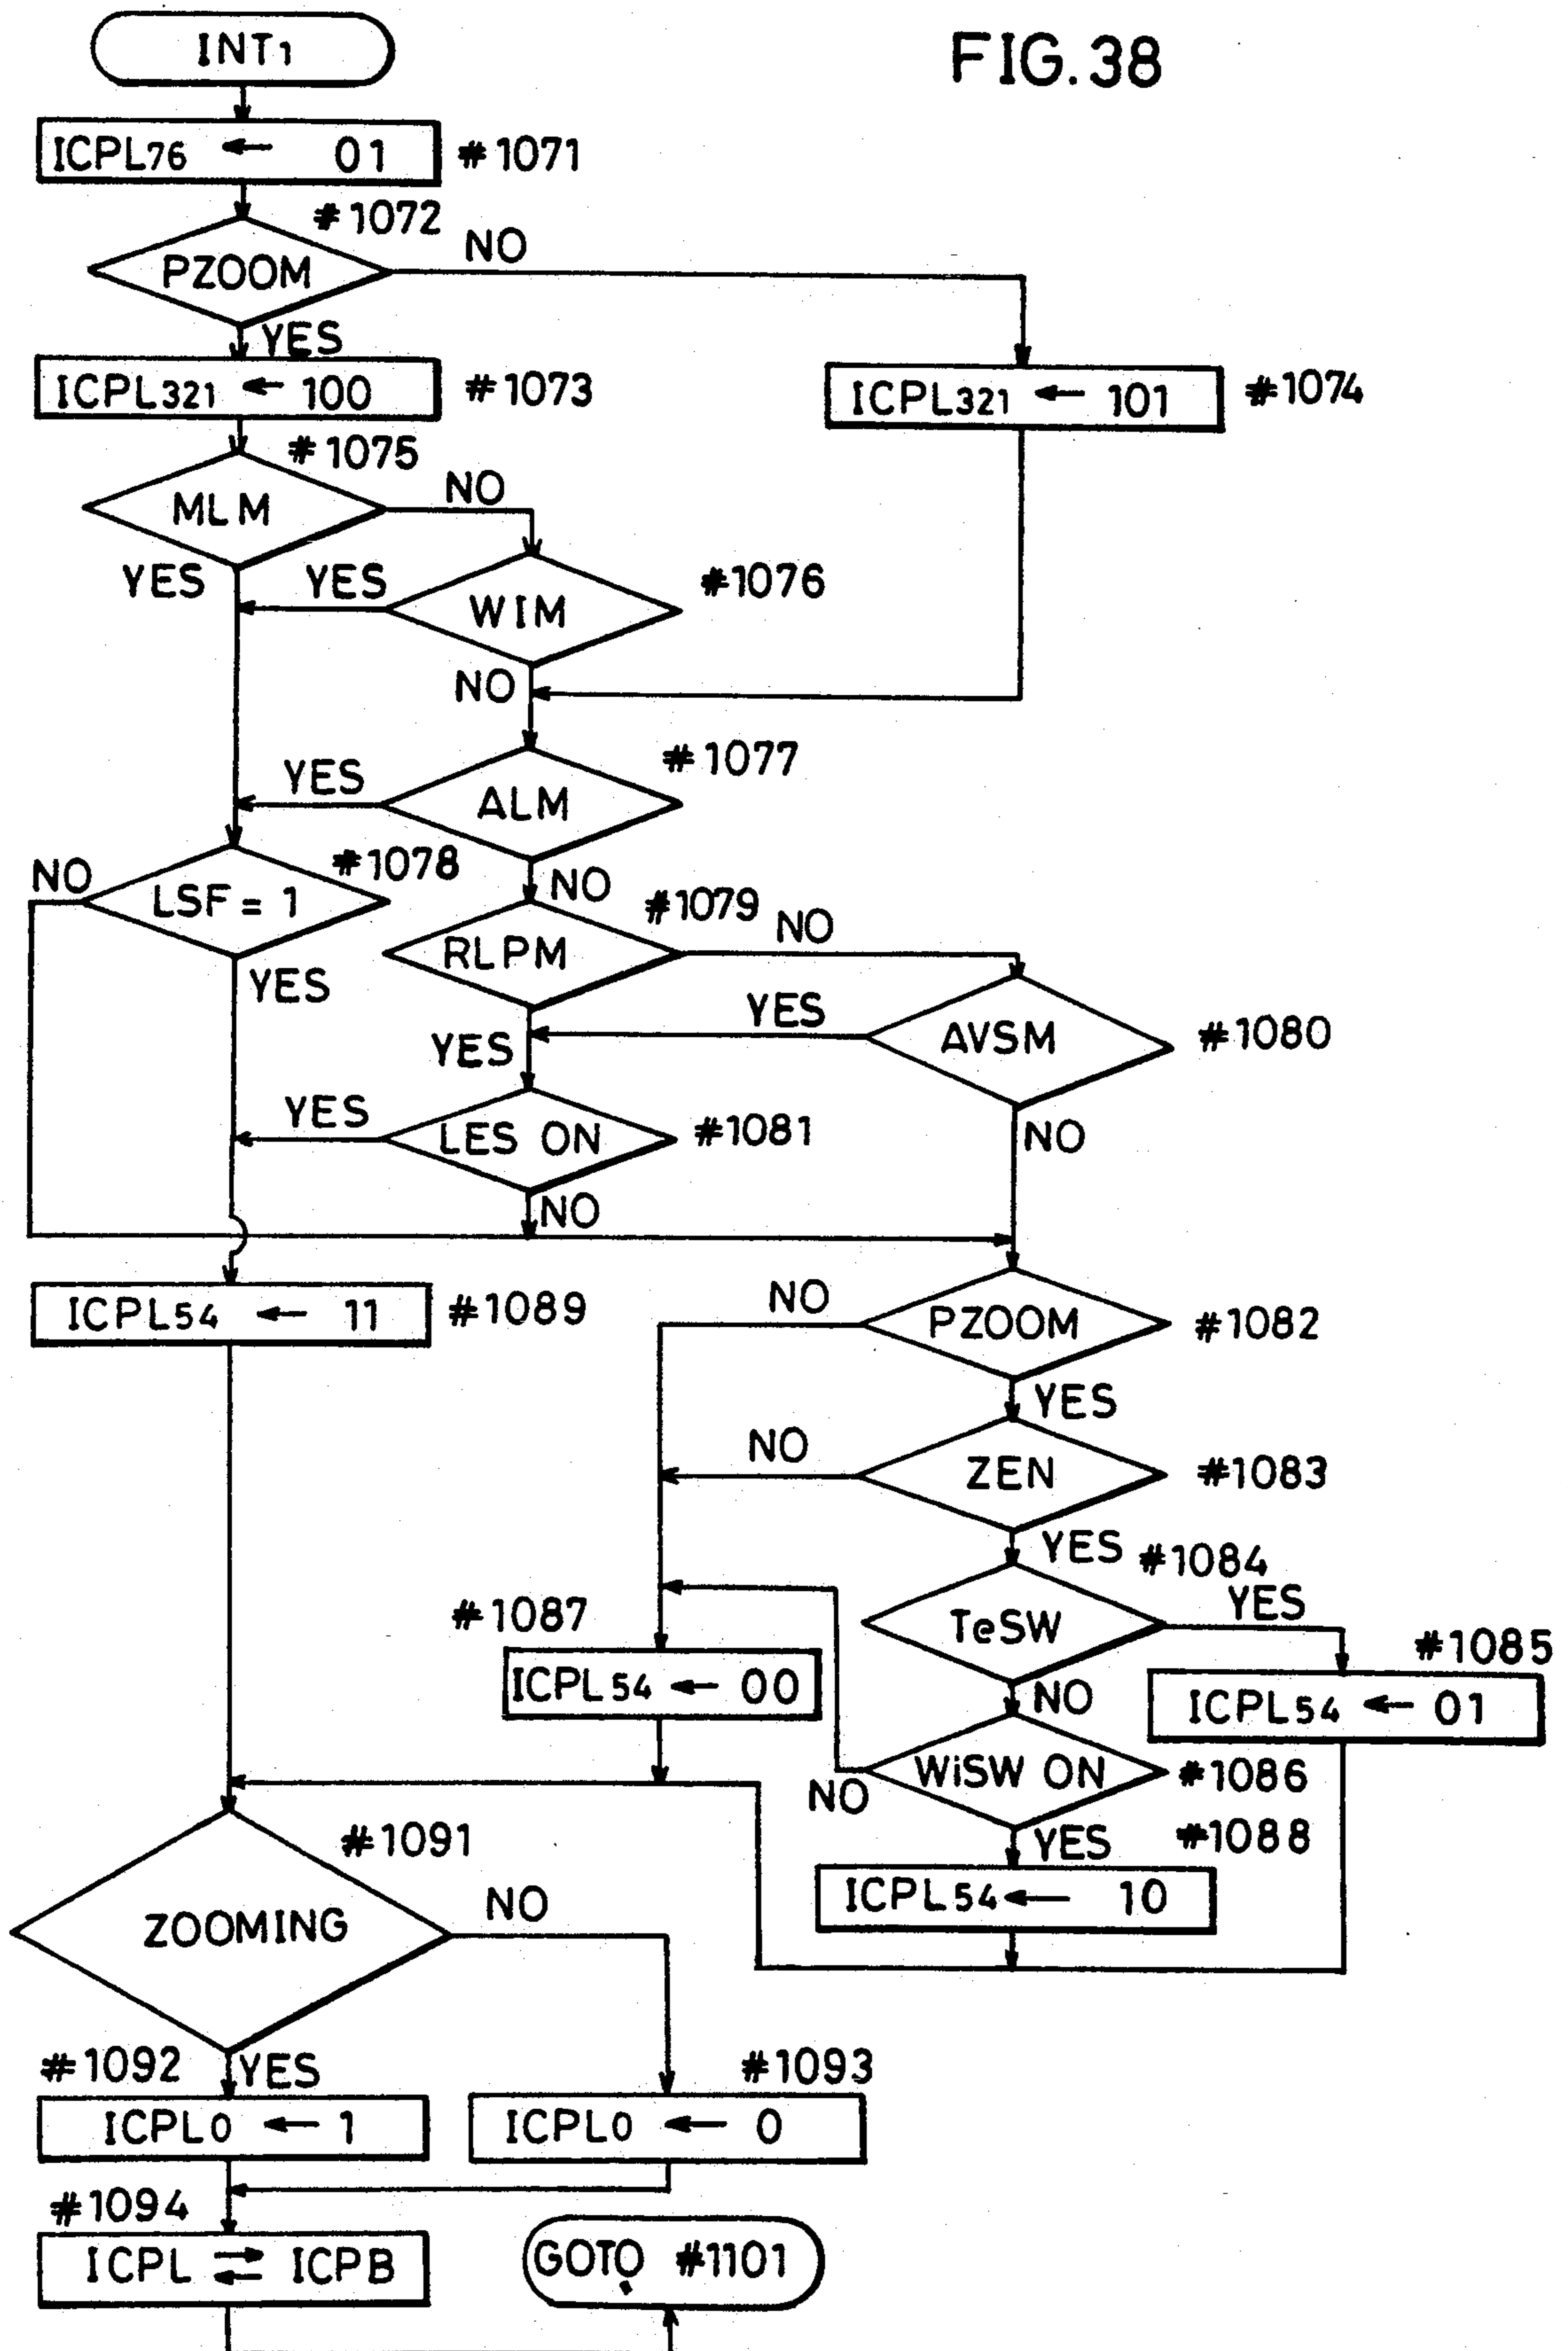 FIG. 38
INT1
ICPL76 ← 01 #1071
#1072
PZOOM
NO
YES
ICPL321 ← 100 #1073
ICPL321 ← 101 #1074
#1075
MLM
NO
YES
YES
WIM
#1076
NO
#1077
YES
ALM
NO
#1078
LSF = 1
NO
#1079
RLPM
NO
YES
YES
AVSM
#1080
YES
YES
LES ON
#1081
NO
NO
ICPL54 ← 11 #1089
NO
PZOOM
#1082
YES
NO
ZEN
#1083
YES
#1084
#1087
TeSW
YES
#1085
ICPL54 ← 00
NO
ICPL54 ← 01
WiSW ON
#1086
NO
YES
#1088
#1091
ICPL54 ← 10
ZOOMING
NO
#1092
YES
#1093
ICPL0 ← 1
ICPL0 ← 0
#1094
ICPL ⇄ ICPB
GOTO #1101